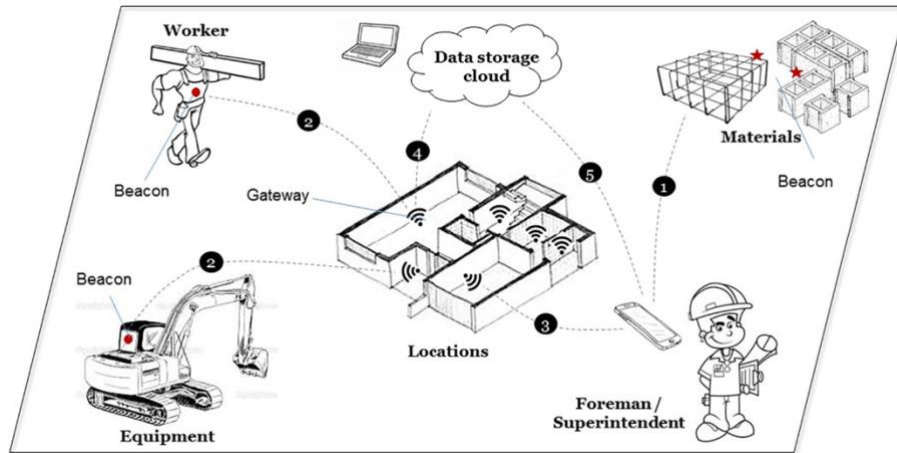 Worker
Data storage
cloud
Materials
Beacon
Beacon
Gateway
2
4
5
1
2
3
Beacon
Locations
Equipment
Foreman /
Superintendent